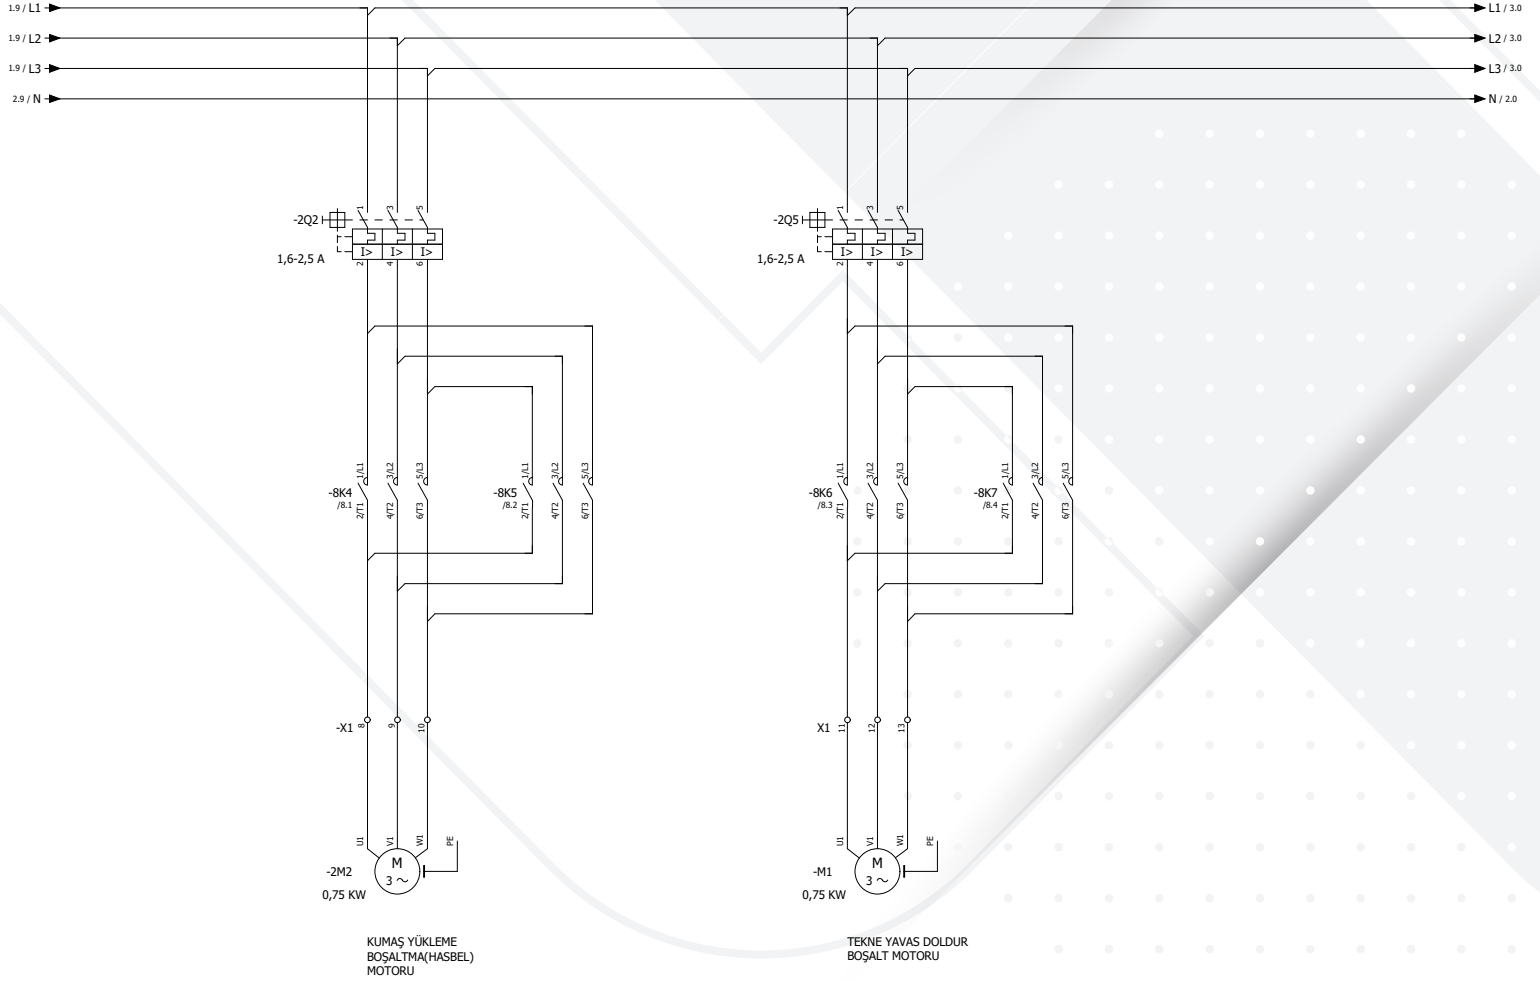 1.9 / L1
L1 / 3.0
1.9 / L2
L2 / 3.0
1.9 / L3
L3 / 3.0
2.9 / N
N / 2.0
-2Q2
1 3 5
I> I> I>
1,6-2,5 A
2 4 6
-2Q5
1 3 5
I> I> I>
1,6-2,5 A
2 4 6
-8K4
/8.1
1/L1 3/L2 5/L3
2/T1 4/T2 6/T3
-8K5
/8.2
1/L1 3/L2 5/L3
2/T1 4/T2 6/T3
-8K6
/8.3
1/L1 3/L2 5/L3
2/T1 4/T2 6/T3
-8K7
/8.4
1/L1 3/L2 5/L3
2/T1 4/T2 6/T3
-X1 8 9 10
X1 11 12 13
U1 V1 W1 PE
M
3 ~
-2M2
0,75 KW
U1 V1 W1 PE
M
3 ~
-M1
0,75 KW
KUMAŞ YÜKLEME
BOŞALTMA(HASBEL)
MOTORU
TEKNE YAVAS DOLDUR
BOŞALT MOTORU